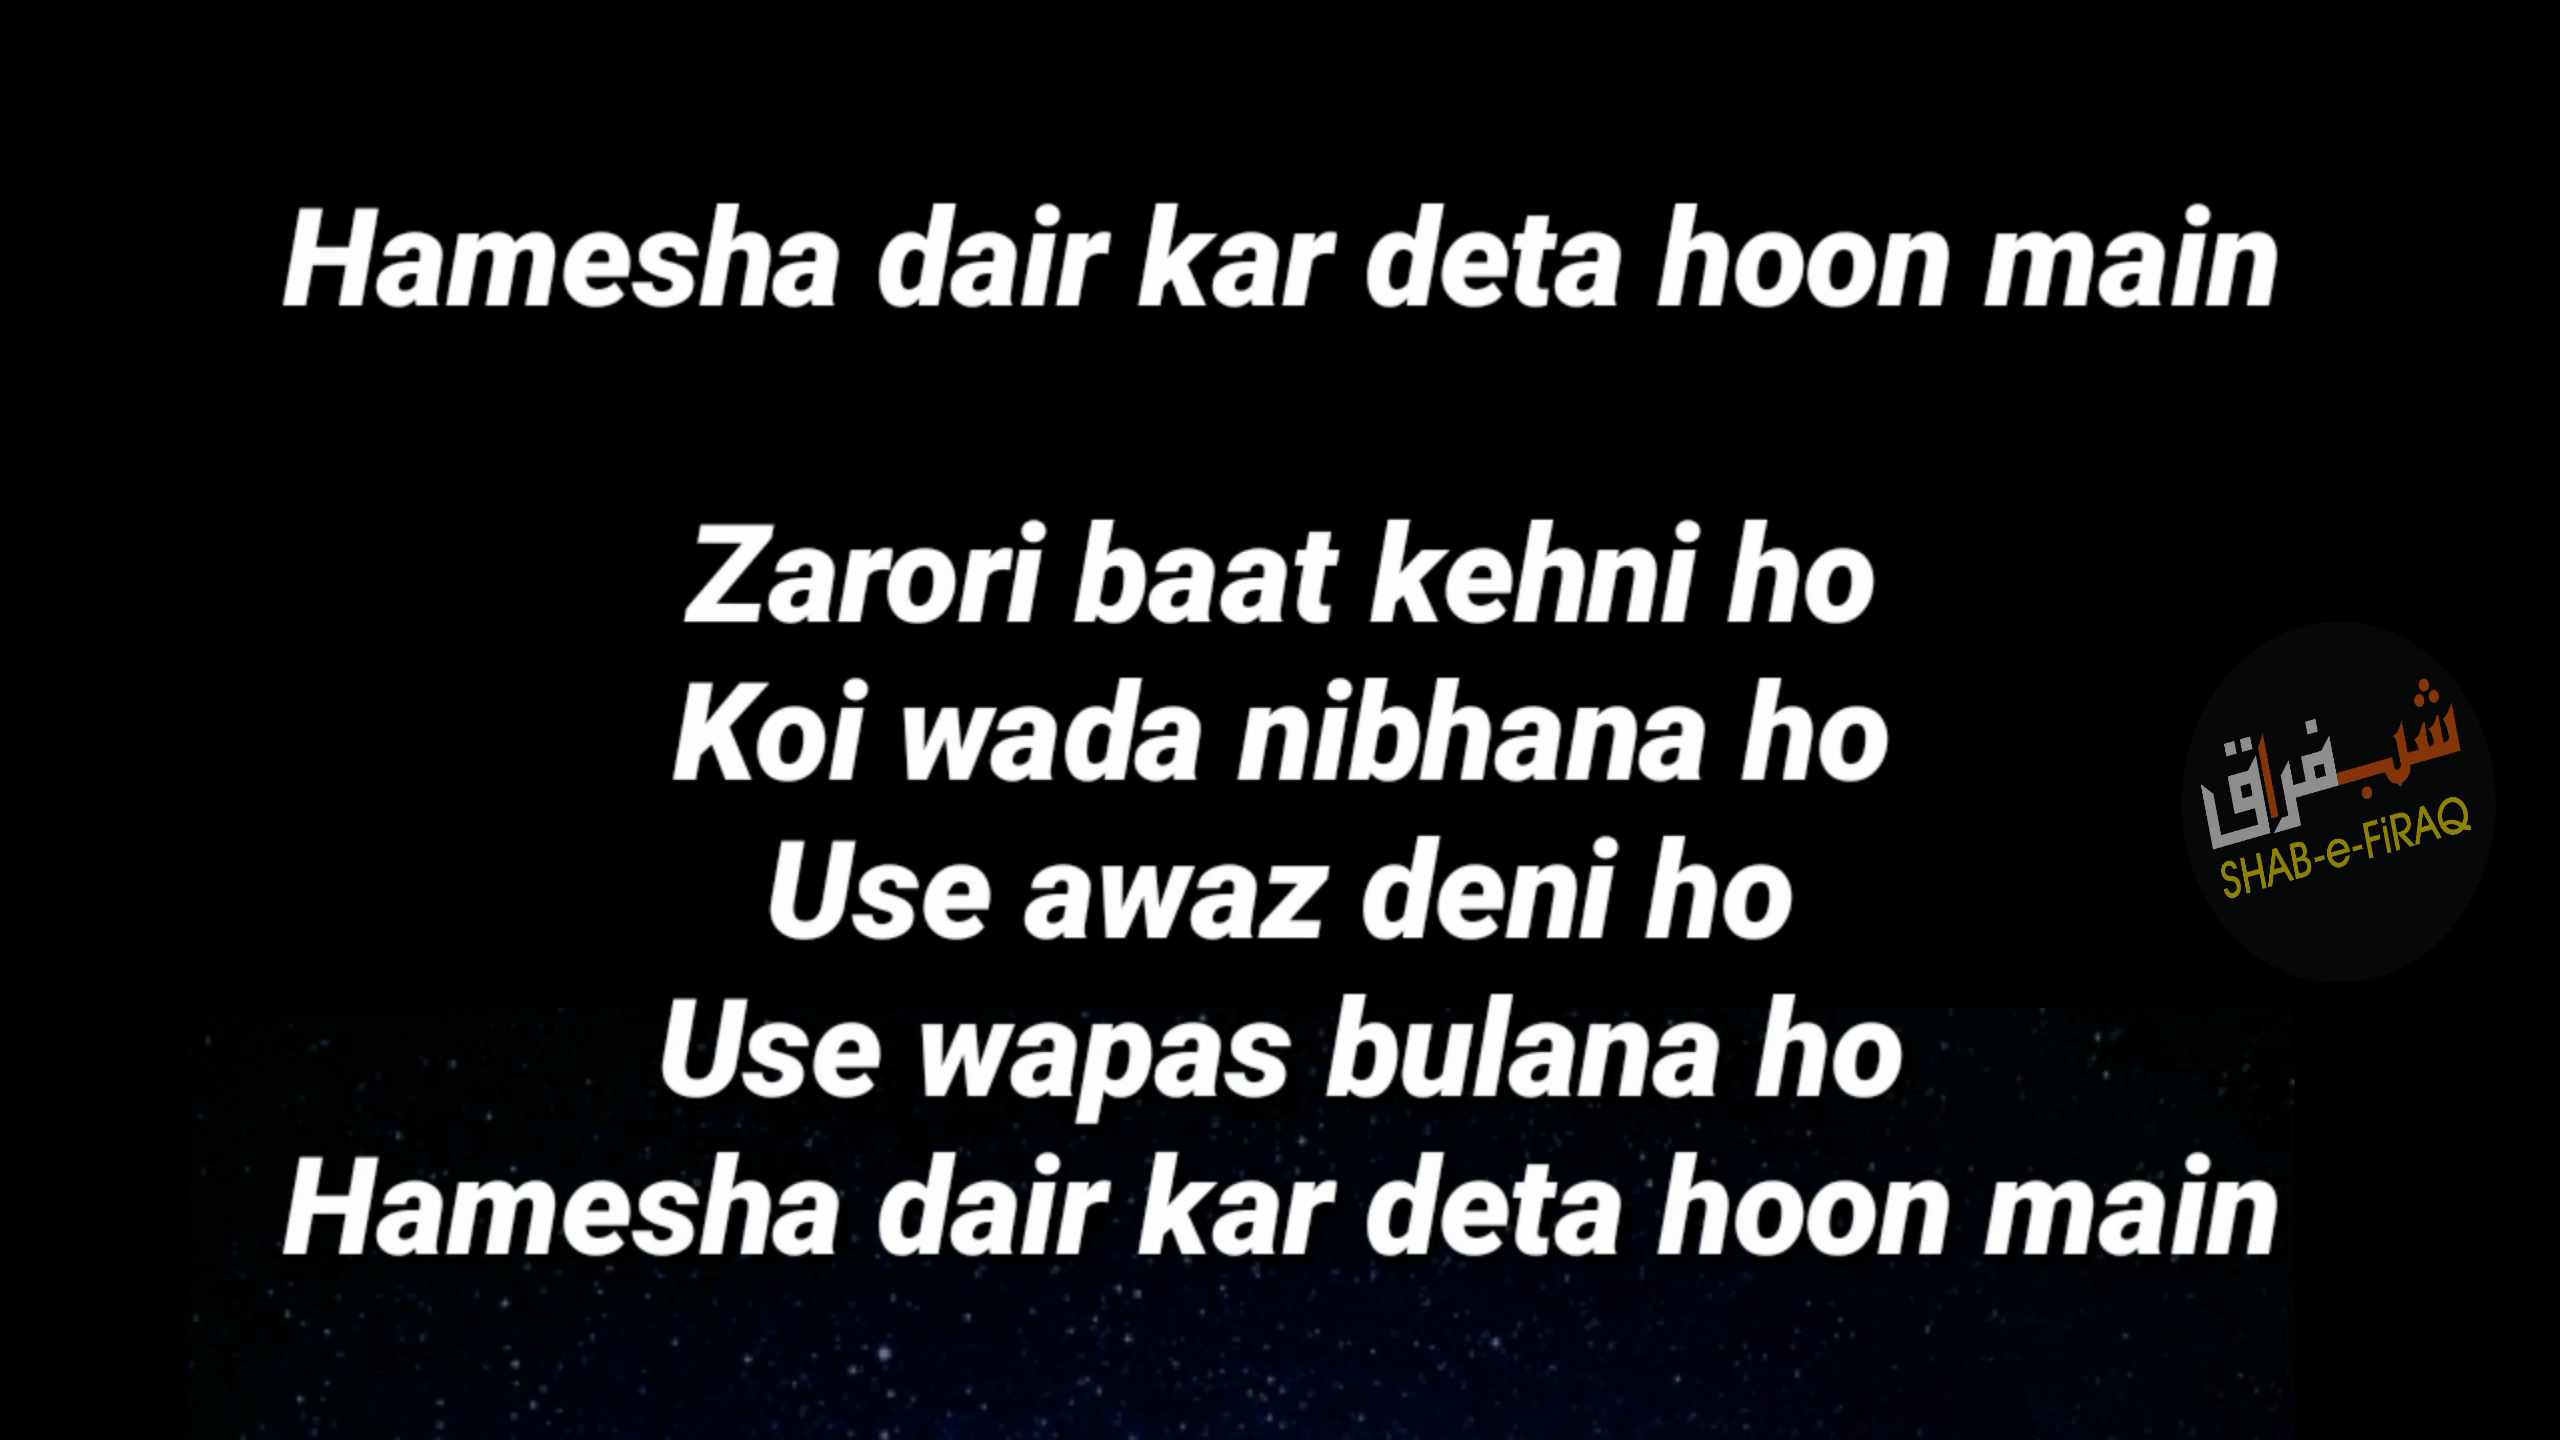 Hamesha dair kar deta hoon main
Zarori baat kehni ho
Koi wada nibhana ho
Use awaz deni ho
Use wapas bulana ho
Hamesha dair kar deta hoon main
شب فراق
SHAB-e-FiRAQ